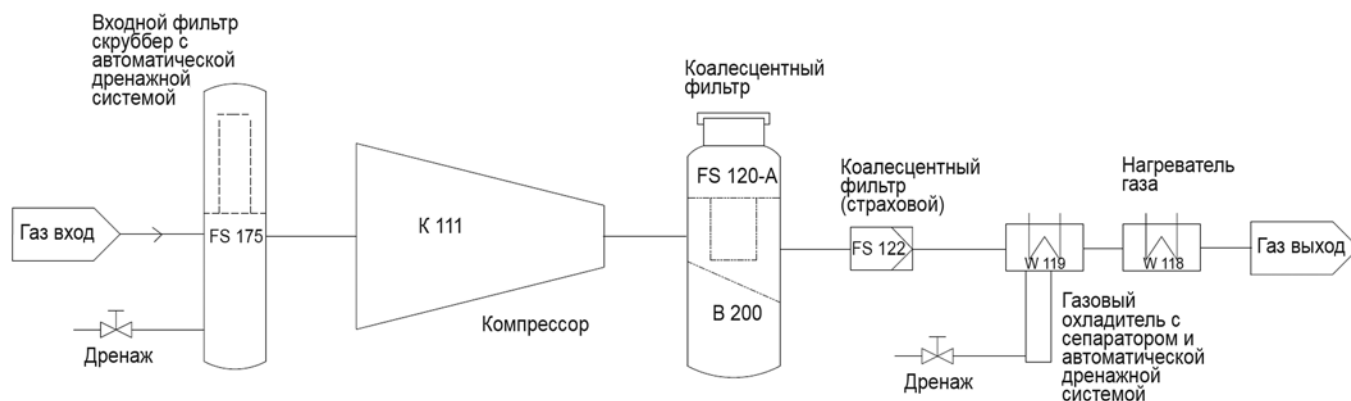 Входной фильтр
скруббер с
автоматической
дренажной
системой
Газ вход
FS 175
Дренаж
К 111
Компрессор
Коалесцентный
фильтр
FS 120-А
В 200
Коалесцентный
фильтр
(страховой)
FS 122
W 119
Нагреватель
газа
W 118
Газ выход
Газовый
охладитель с
сепаратором и
автоматической
дренажной
системой
Дренаж